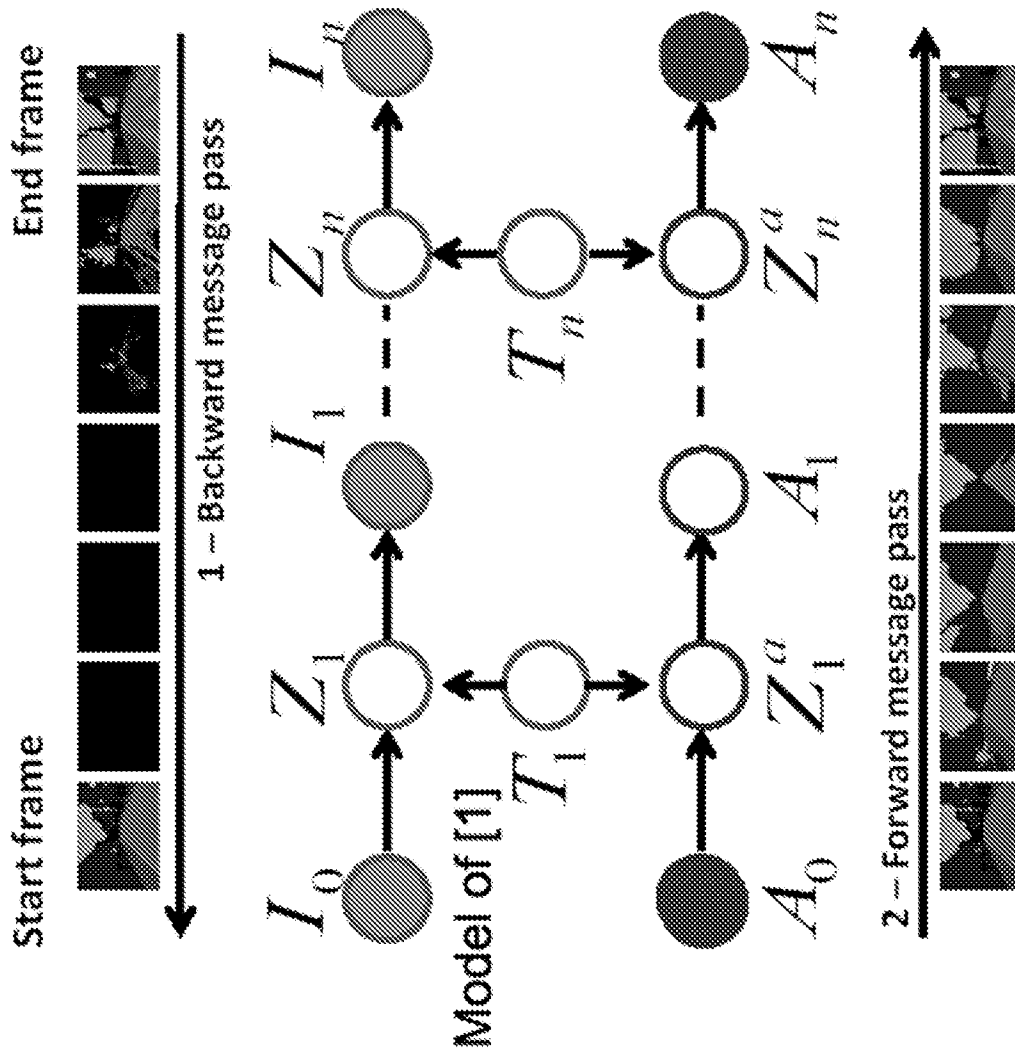 Start frame
End frame
1 – Backward message pass
I₀
Z₁
I₁
Zₙ
Iₙ
Model of [1]
T₁
Tₙ
A₀
Z₁ᵃ
A₁
Zₙᵃ
Aₙ
2 – Forward message pass